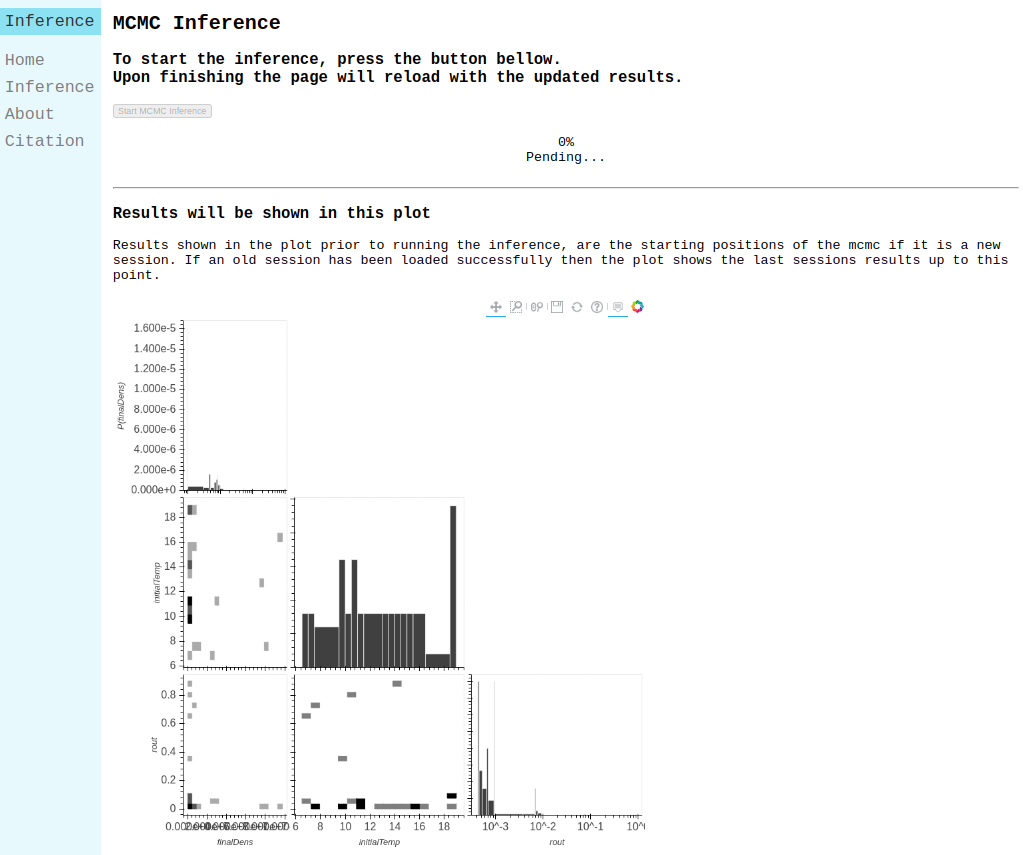 Inference
Home
Inference
About
Citation
MCMC Inference
To start the inference, press the button bellow.
Upon finishing the page will reload with the updated results.
Start MCMC Inference
0%
Pending...
Results will be shown in this plot
Results shown in the plot prior to running the inference, are the starting positions of the mcmc if it is a new
session. If an old session has been loaded successfully then the plot shows the last sessions results up to this
point.
1.600e-5
1.400e-5
1.200e-5
1.000e-5
8.000e-6
6.000e-6
4.000e-6
2.000e-6
0.000e+0
P(finalDens)
18
16
14
12
10
8
6
initialTemp
0.8
0.6
0.4
0.2
0
rout
6 8 10 12 14 16 18
10^-3 10^-2 10^-1
finalDens
initialTemp
rout